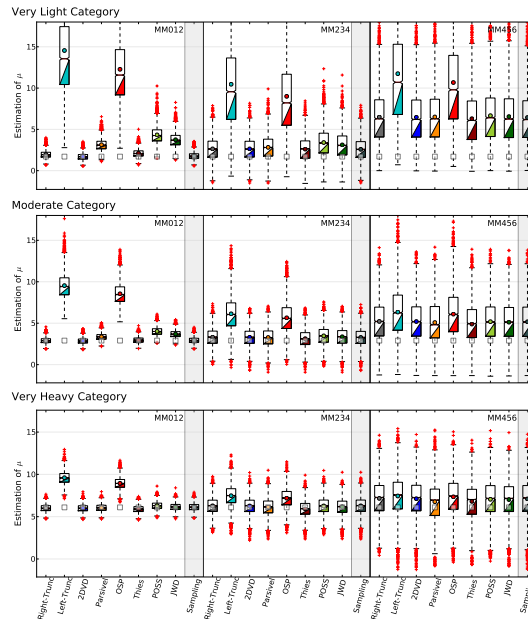 Very Light Category
MM012 MM234 MM456
Estimation of μ
15
10
5
0
Moderate Category
MM012 MM234 MM456
Estimation of μ
15
10
5
0
Very Heavy Category
MM012 MM234 MM456
Estimation of μ
15
10
5
0
Right-Trunc Left-Trunc 2DVD Parsivel OSP Thies POSS JWD Sampling Right-Trunc Left-Trunc 2DVD Parsivel OSP Thies POSS JWD Sampling Right-Trunc Left-Trunc 2DVD Parsivel OSP Thies POSS JWD Sampling